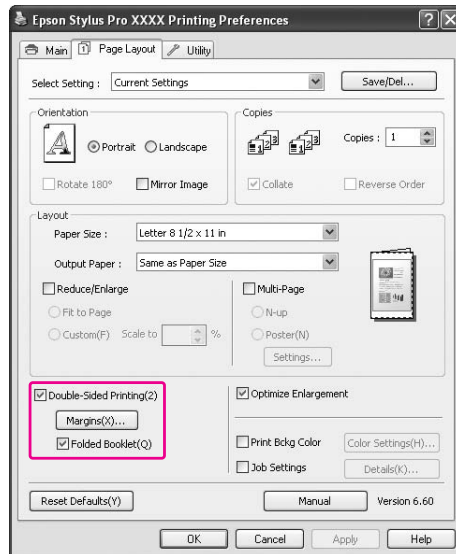 Epson Stylus Pro XXXX Printing Preferences
Main Page Layout Utility
Select Setting : Current Settings Save/Del...
Orientation
Portrait Landscape
Rotate 180° Mirror Image
Copies
Copies : 1
Collate Reverse Order
Layout
Paper Size : Letter 8 1/2 x 11 in
Output Paper : Same as Paper Size
Reduce/Enlarge
Fit to Page
Custom(F) Scale to %
Multi-Page
N-up
Poster(N)
Settings...
Double-Sided Printing(2)
Margins(X)...
Folded Booklet(Q)
Optimize Enlargement
Print Bckg Color Color Settings(H)...
Job Settings Details(K)...
Reset Defaults(Y) Manual Version 6.60
OK Cancel Apply Help